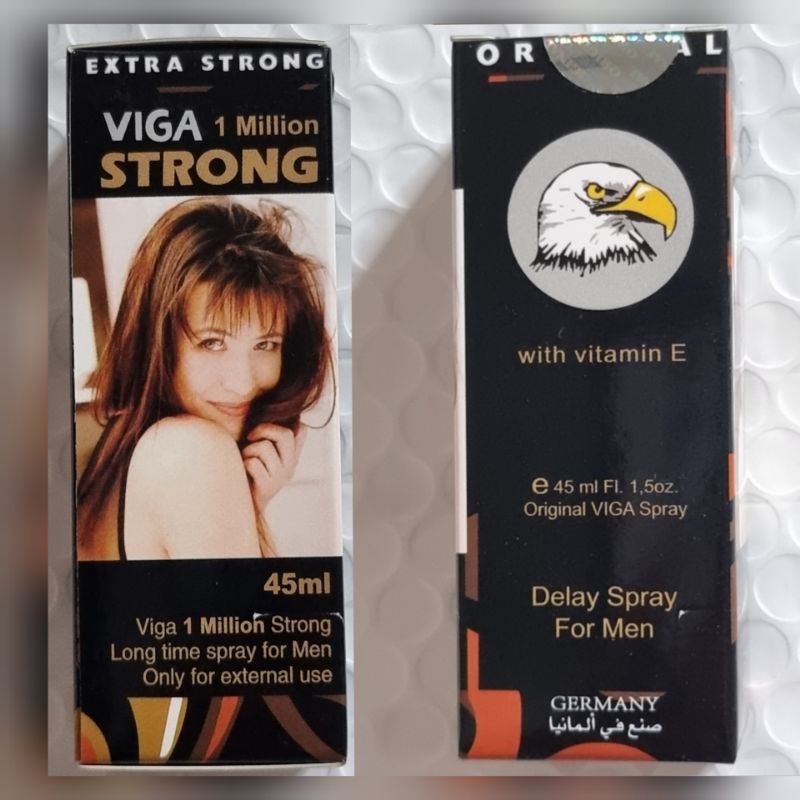 EXTRA STRONG
VIGA 1 Million
STRONG
45ml
Viga 1 Million Strong
Long time spray for Men
Only for external use
OR AL
with vitamin E
e 45 ml Fl. 1,5oz.
Original VIGA Spray
Delay Spray
For Men
GERMANY
صنع في ألمانيا